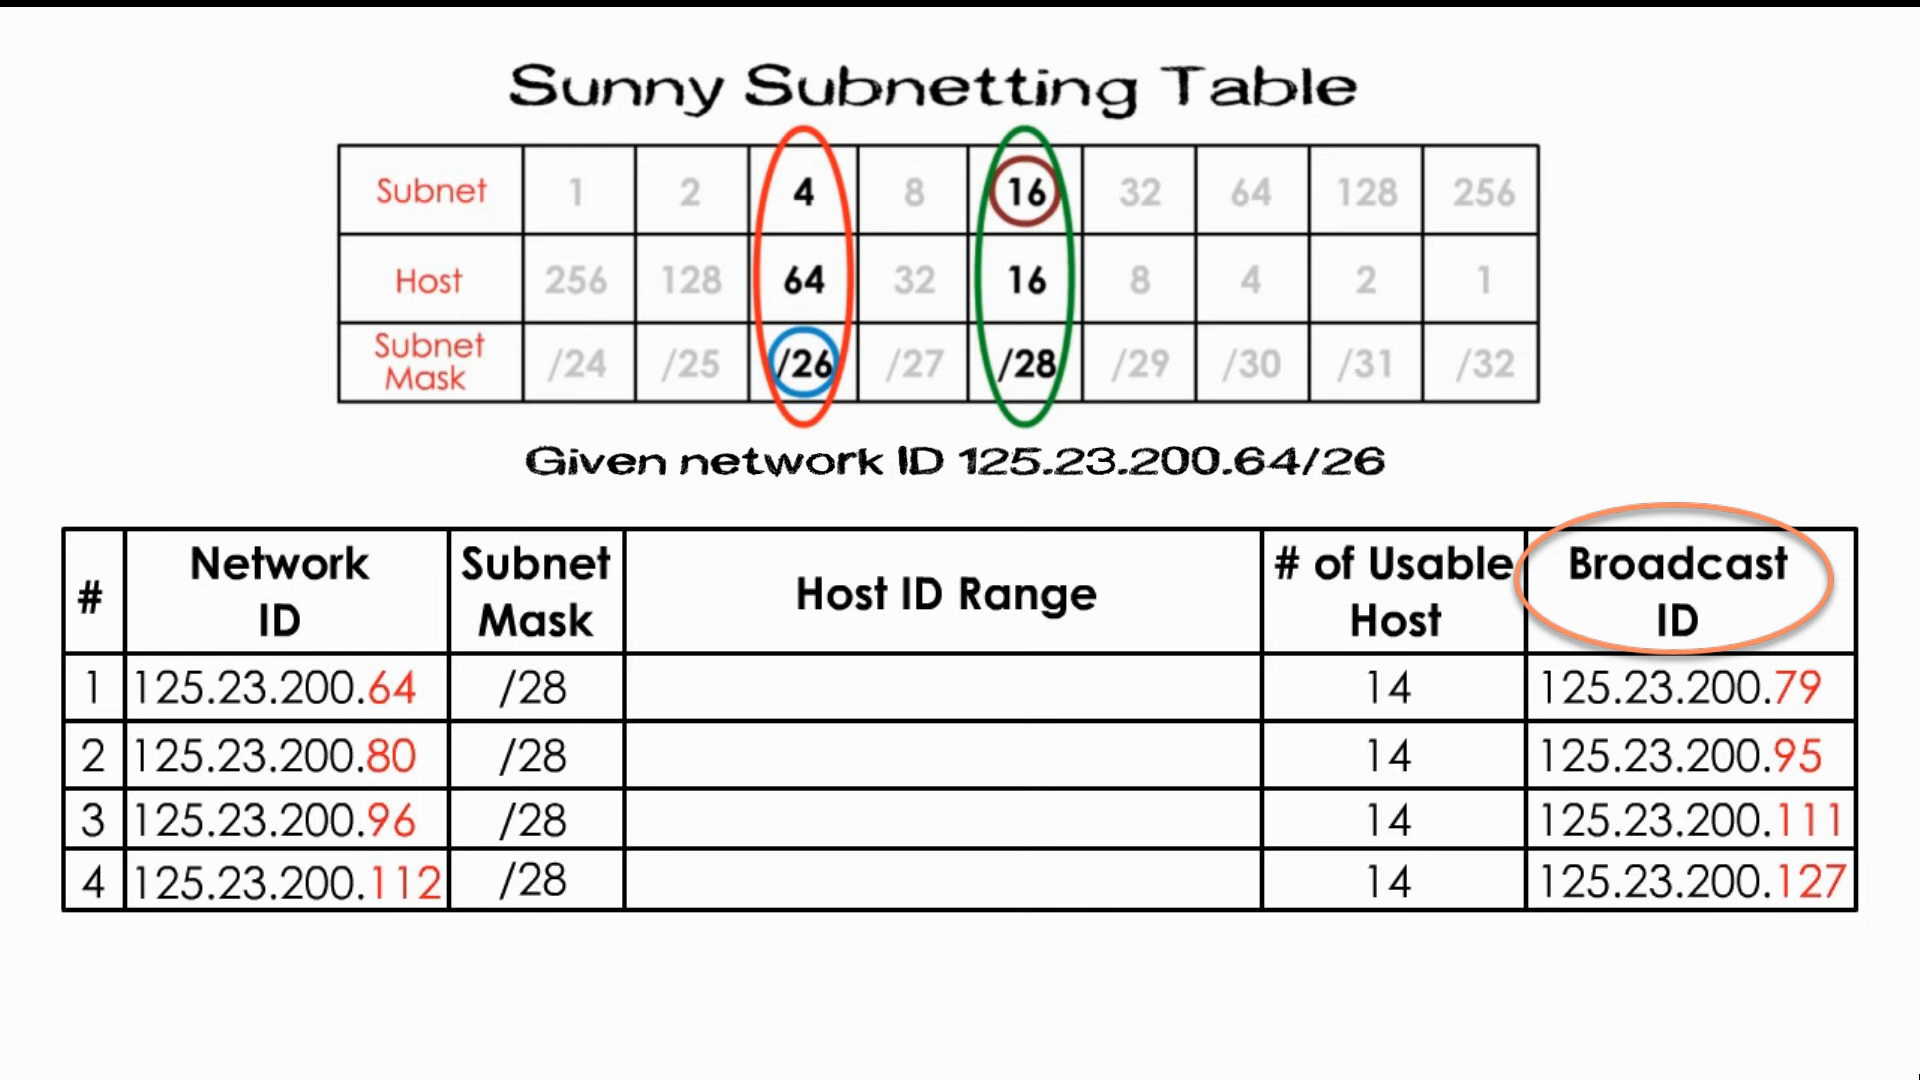 Sunny Subnetting Table
Subnet 1 2 4 8 16 32 64 128 256
Host 256 128 64 32 16 8 4 2 1
Subnet Mask /24 /25 /26 /27 /28 /29 /30 /31 /32
Given network ID 125.23.200.64/26
# Network ID Subnet Mask Host ID Range # of Usable Host Broadcast ID
1 125.23.200.64 /28 14 125.23.200.79
2 125.23.200.80 /28 14 125.23.200.95
3 125.23.200.96 /28 14 125.23.200.111
4 125.23.200.112 /28 14 125.23.200.127